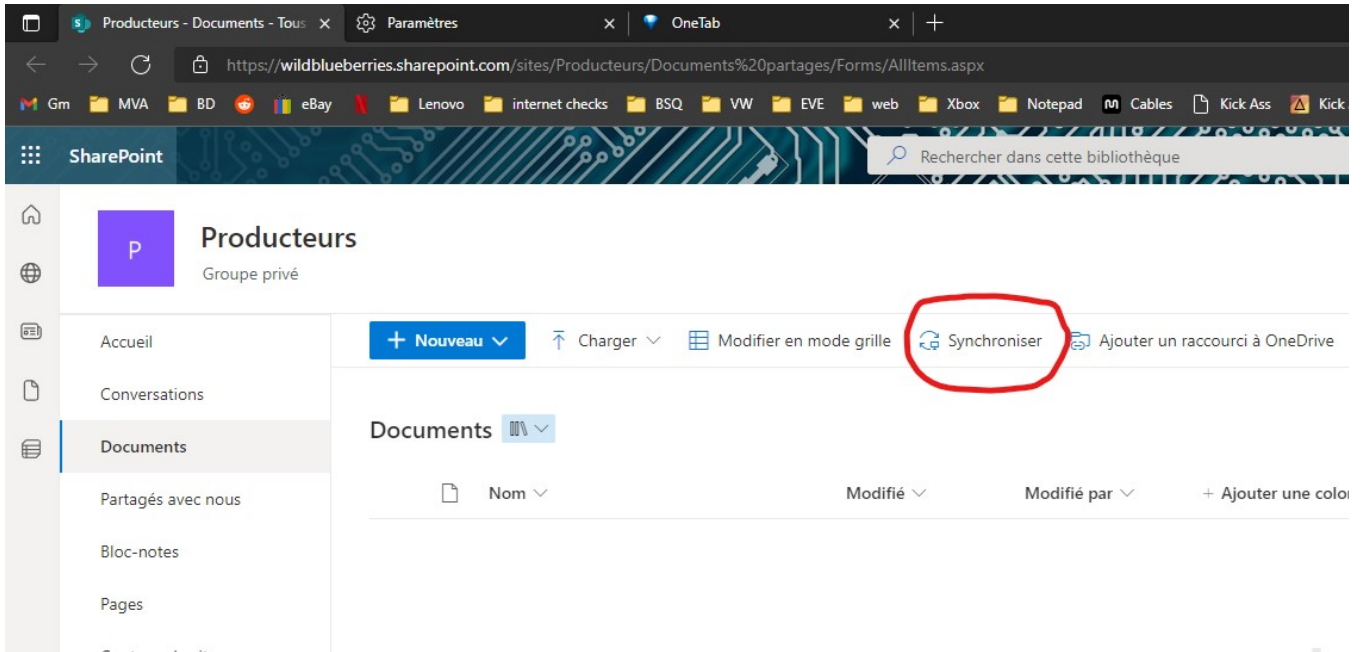 Producteurs - Documents - Tous
Paramètres
OneTab
https://wildblueberries.sharepoint.com/sites/Producteurs/Documents%20partages/Forms/AllItems.aspx
Gm MVA BD eBay Lenovo internet checks BSQ VW EVE web Xbox Notepad Cables Kick Ass Kick
SharePoint
Rechercher dans cette bibliothèque
P
Producteurs
Groupe privé
Accueil
Conversations
Documents
Partagés avec nous
Bloc-notes
Pages
+ Nouveau
Charger
Modifier en mode grille
Synchroniser
Ajouter un raccourci à OneDrive
Documents
Nom
Modifié
Modifié par
+ Ajouter une colo